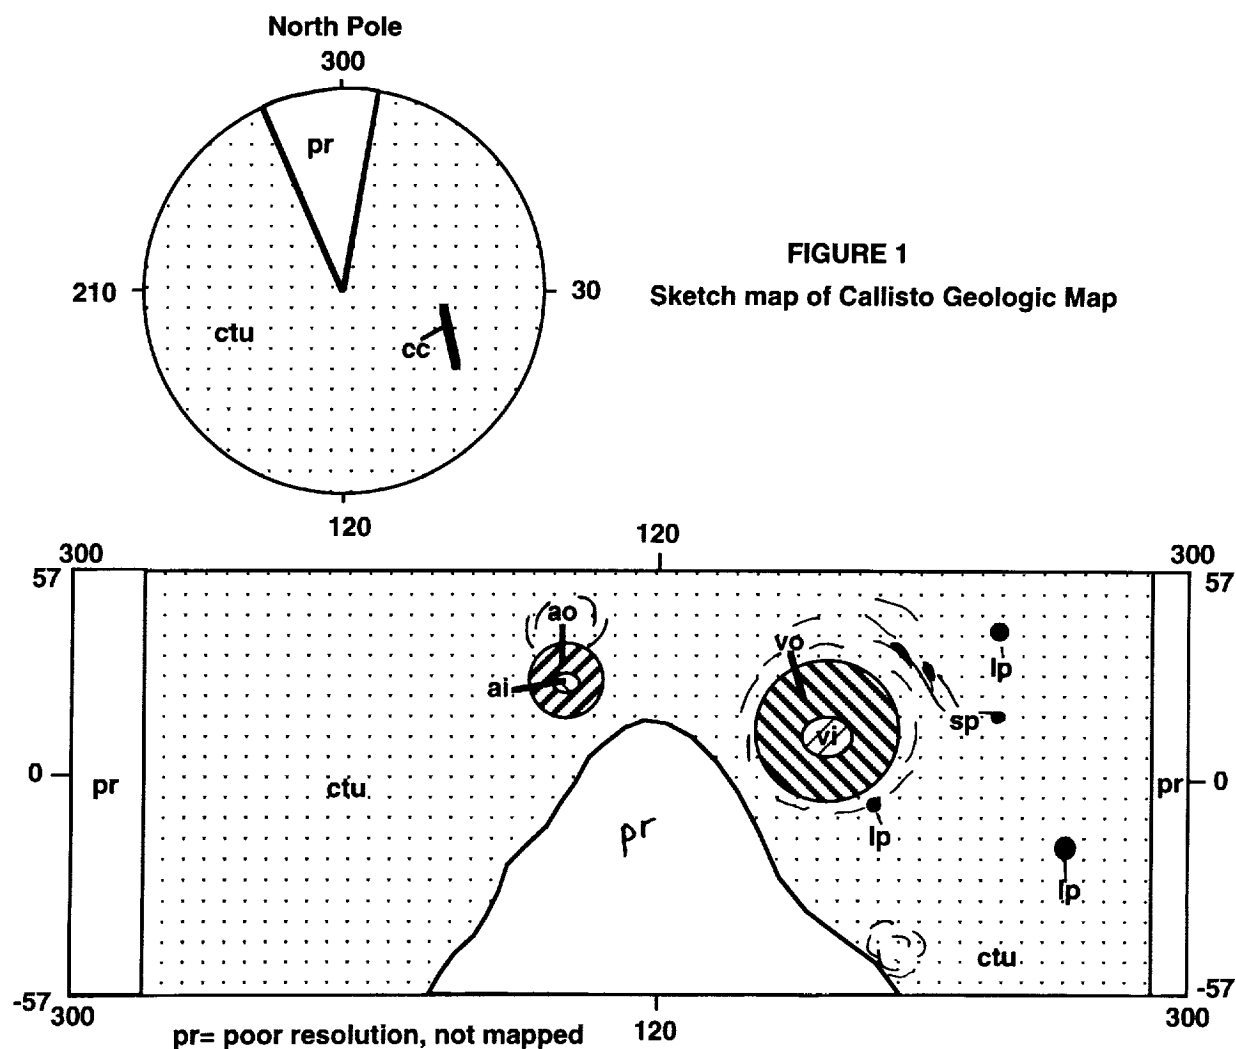 North Pole
300
pr
210
30
ctu
cc
120
FIGURE 1
Sketch map of Callisto Geologic Map
300
120
300
57
57
ao
vo
lp
ai
sp
vi
0
pr
ctu
pr
pr
0
lp
lp
ctu
-57
-57
300
120
300
pr= poor resolution, not mapped